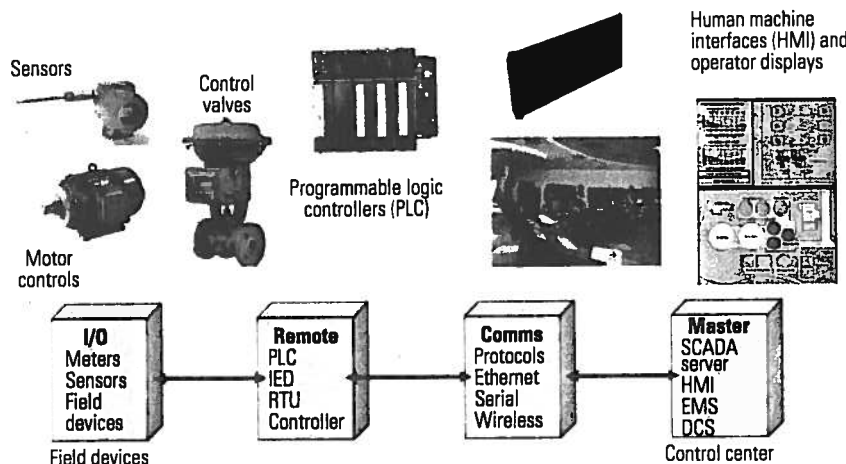 Sensors
Control
valves
Motor
controls
Programmable logic
controllers (PLC)
Human machine
interfaces (HMI) and
operator displays
I/O
Meters
Sensors
Field
devices
Field devices
Remote
PLC
IED
RTU
Controller
Comms
Protocols
Ethernet
Serial
Wireless
Master
SCADA
server
HMI
EMS
DCS
Control center